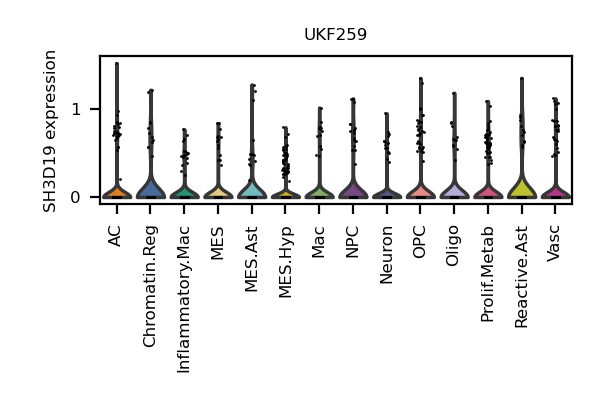 UKF259
SH3D19 expression
1
0
AC
Chromatin.Reg
Inflammatory.Mac
MES
MES.Ast
MES.Hyp
Mac
NPC
Neuron
OPC
Oligo
Prolif.Metab
Reactive.Ast
Vasc